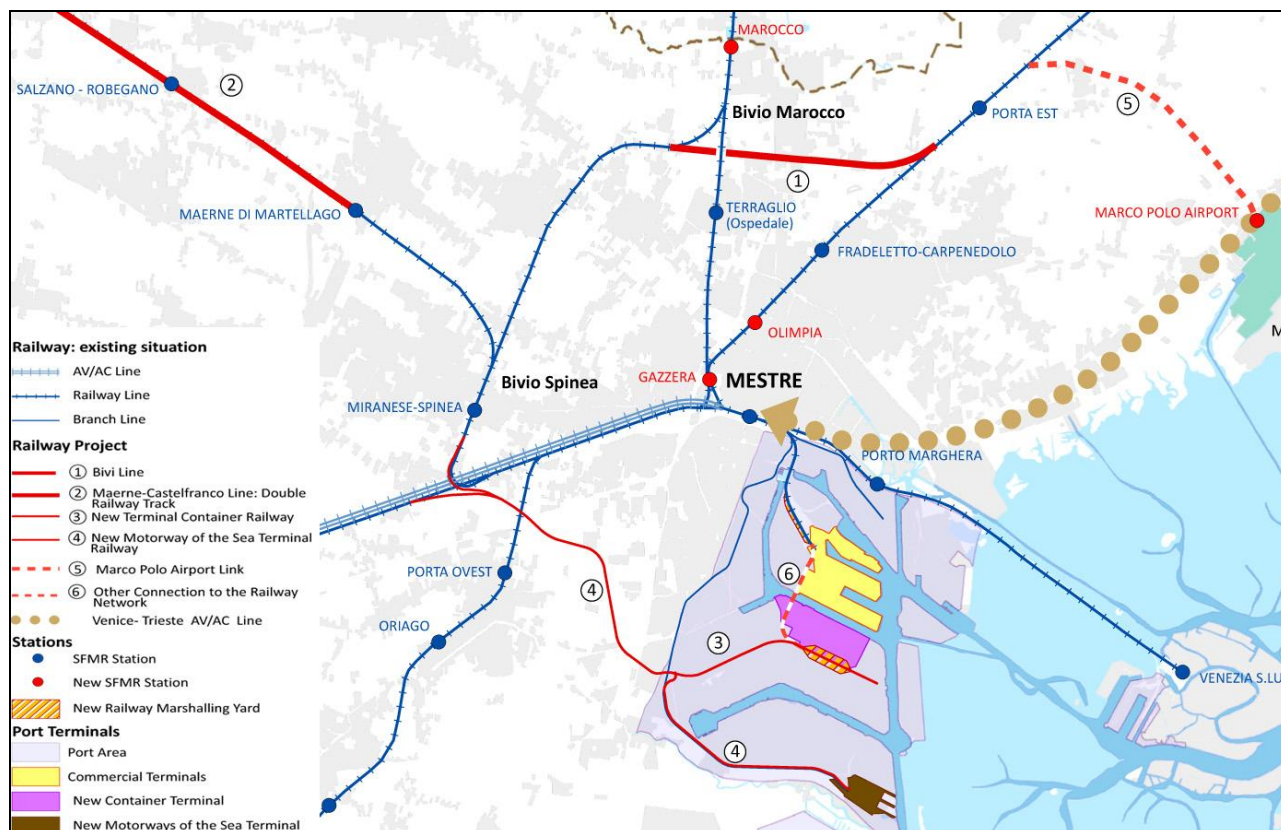 MAROCCO
SALZANO - ROBEGANO
②
⑤
Bivio Marocco
PORTA EST
①
MAERNE DI MARTELLAGO
TERRAGLIO
(Ospedale)
MARCO POLO AIRPORT
FRADELETTO-CARPENEDOLO
OLIMPIA
M
GAZZERA
MESTRE
Bivio Spinea
MIRANESE-SPINEA
PORTO MARGHERA
PORTA OVEST
④
⑥
ORIAGO
③
VENEZIA S.LU
④
Railway: existing situation
AV/AC Line
Railway Line
Branch Line
Railway Project
① Bivi Line
② Maerne-Castelfranco Line: Double
Railway Track
③ New Terminal Container Railway
④ New Motorway of the Sea Terminal
Railway
⑤ Marco Polo Airport Link
⑥ Other Connection to the Railway
Network
Venice- Trieste AV/AC Line
Stations
SFMR Station
New SFMR Station
New Railway Marshalling Yard
Port Terminals
Port Area
Commercial Terminals
New Container Terminal
New Motorways of the Sea Terminal